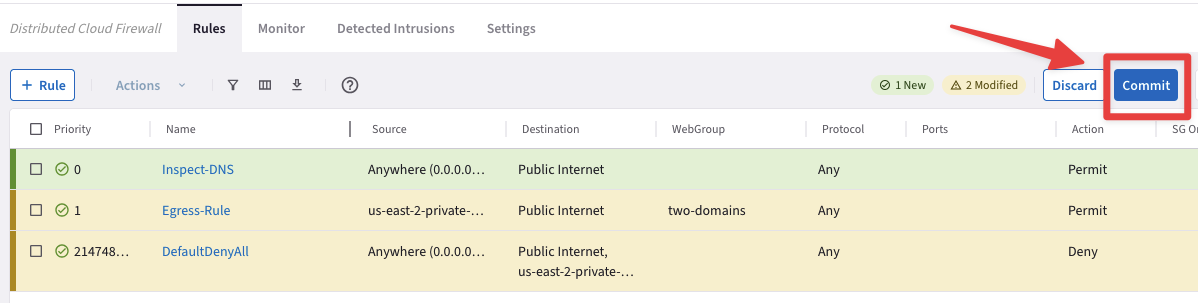 Distributed Cloud Firewall Rules Monitor Detected Intrusions Settings
+ Rule Actions 1 New 2 Modified Discard Commit
Priority Name Source Destination WebGroup Protocol Ports Action SG Or
0 Inspect-DNS Anywhere (0.0.0.0... Public Internet Any Permit
1 Egress-Rule us-east-2-private-... Public Internet two-domains Any Permit
214748... DefaultDenyAll Anywhere (0.0.0.0... Public Internet, Any Deny
us-east-2-private-...